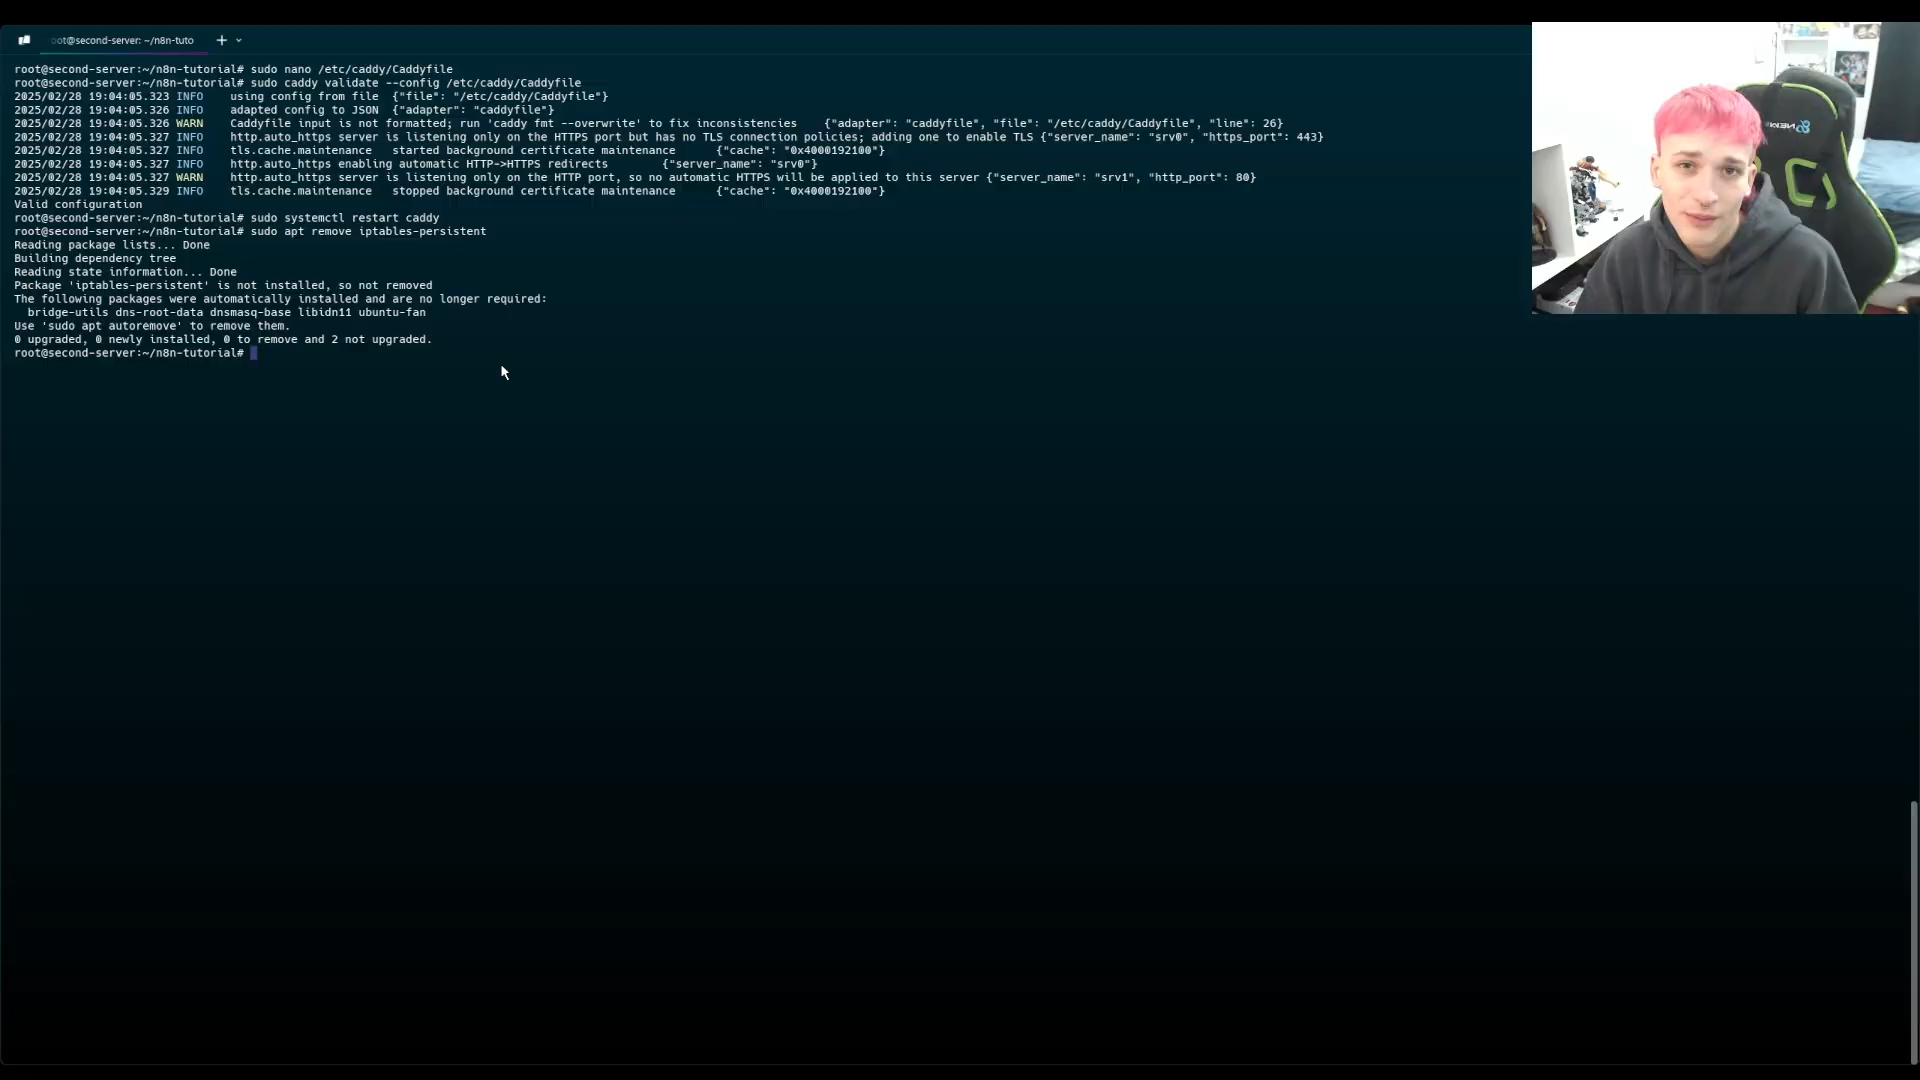 oot@second-server: ~/n8n-tuto
root@second-server:~/n8n-tutorial# sudo nano /etc/caddy/Caddyfile
root@second-server:~/n8n-tutorial# sudo caddy validate --config /etc/caddy/Caddyfile
2025/02/28 19:04:05.323 INFO using config from file {"file": "/etc/caddy/Caddyfile"}
2025/02/28 19:04:05.326 INFO adapted config to JSON {"adapter": "caddyfile"}
2025/02/28 19:04:05.326 WARN Caddyfile input is not formatted; run 'caddy fmt --overwrite' to fix inconsistencies {"adapter": "caddyfile", "file": "/etc/caddy/Caddyfile", "line": 26}
2025/02/28 19:04:05.327 INFO http.auto_https server is listening only on the HTTPS port but has no TLS connection policies; adding one to enable TLS {"server_name": "srv0", "https_port": 443}
2025/02/28 19:04:05.327 INFO tls.cache.maintenance started background certificate maintenance {"cache": "0x4000192100"}
2025/02/28 19:04:05.327 INFO http.auto_https enabling automatic HTTP->HTTPS redirects {"server_name": "srv0"}
2025/02/28 19:04:05.327 WARN http.auto_https server is listening only on the HTTP port, so no automatic HTTPS will be applied to this server {"server_name": "srv1", "http_port": 80}
2025/02/28 19:04:05.329 INFO tls.cache.maintenance stopped background certificate maintenance {"cache": "0x4000192100"}
Valid configuration
root@second-server:~/n8n-tutorial# sudo systemctl restart caddy
root@second-server:~/n8n-tutorial# sudo apt remove iptables-persistent
Reading package lists... Done
Building dependency tree
Reading state information... Done
Package 'iptables-persistent' is not installed, so not removed
The following packages were automatically installed and are no longer required:
bridge-utils dns-root-data dnsmasq-base libidn11 ubuntu-fan
Use 'sudo apt autoremove' to remove them.
0 upgraded, 0 newly installed, 0 to remove and 2 not upgraded.
root@second-server:~/n8n-tutorial#